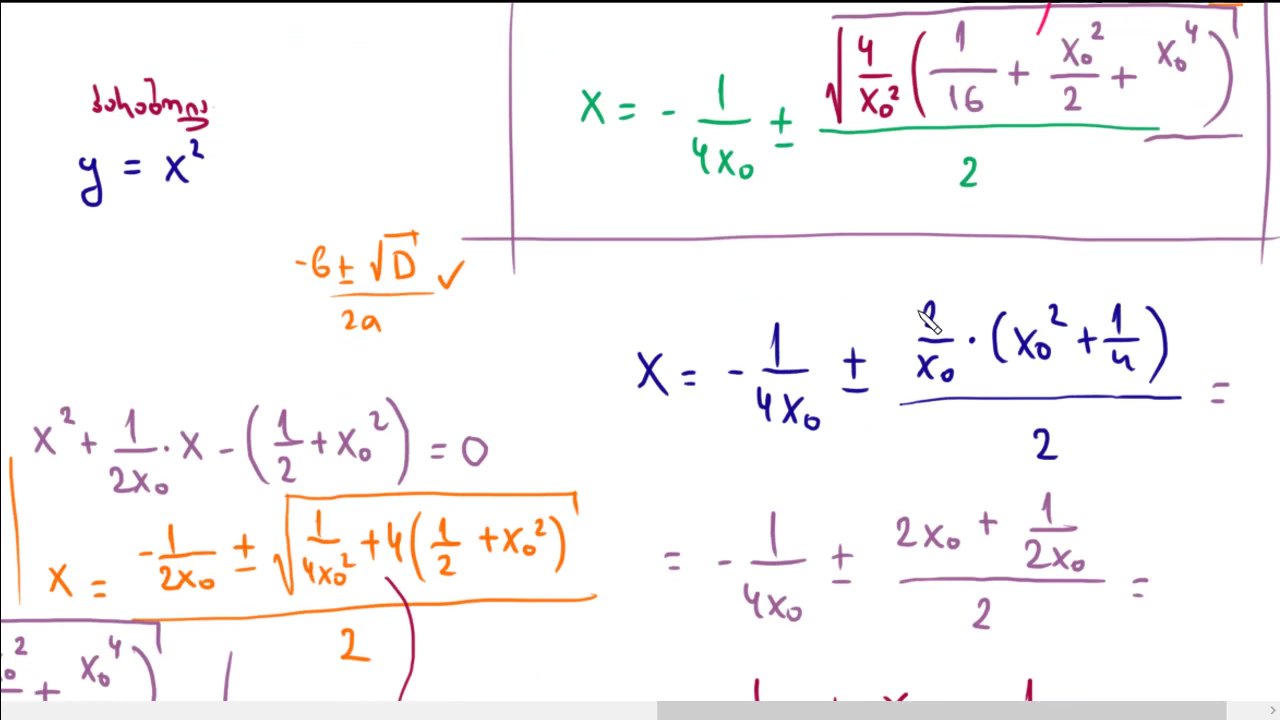 პარაბოლა
y = x²
x = - 1/(4x₀) ± √(4/x₀² (1/16 + x₀²/2 + x₀⁴)) / 2
(-b ± √D) / 2a ✓
x² + 1/(2x₀) · x - (1/2 + x₀²) = 0
x = (-1/(2x₀) ± √(1/(4x₀²) + 4(1/2 + x₀²))) / 2
x = - 1/(4x₀) ± (2/x₀ · (x₀² + 1/4)) / 2 =
= - 1/(4x₀) ± (2x₀ + 1/(2x₀)) / 2 =
+ x₀⁴)